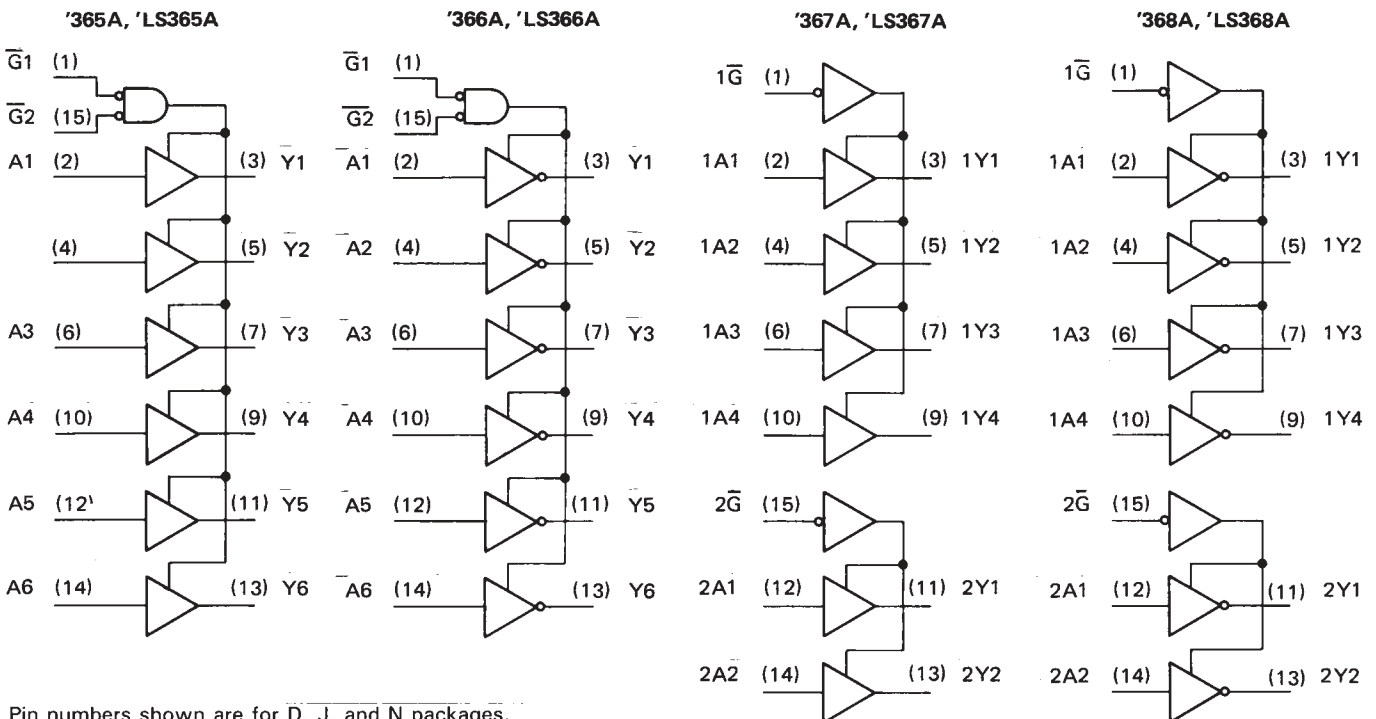 '365A, 'LS365A
G̅1 (1)
G̅2 (15)
A1 (2) (3) Y1
(4) (5) Y2
A3 (6) (7) Y3
A4 (10) (9) Y4
A5 (12) (11) Y5
A6 (14) (13) Y6
'366A, 'LS366A
G̅1 (1)
G̅2 (15)
A1 (2) (3) Y1
A2 (4) (5) Y2
A3 (6) (7) Y3
A4 (10) (9) Y4
A5 (12) (11) Y5
A6 (14) (13) Y6
'367A, 'LS367A
1G̅ (1)
1A1 (2) (3) 1Y1
1A2 (4) (5) 1Y2
1A3 (6) (7) 1Y3
1A4 (10) (9) 1Y4
2G̅ (15)
2A1 (12) (11) 2Y1
2A2 (14) (13) 2Y2
'368A, 'LS368A
1G̅ (1)
1A1 (2) (3) 1Y1
1A2 (4) (5) 1Y2
1A3 (6) (7) 1Y3
1A4 (10) (9) 1Y4
2G̅ (15)
2A1 (12) (11) 2Y1
2A2 (14) (13) 2Y2
Pin numbers shown are for D, J, and N packages.